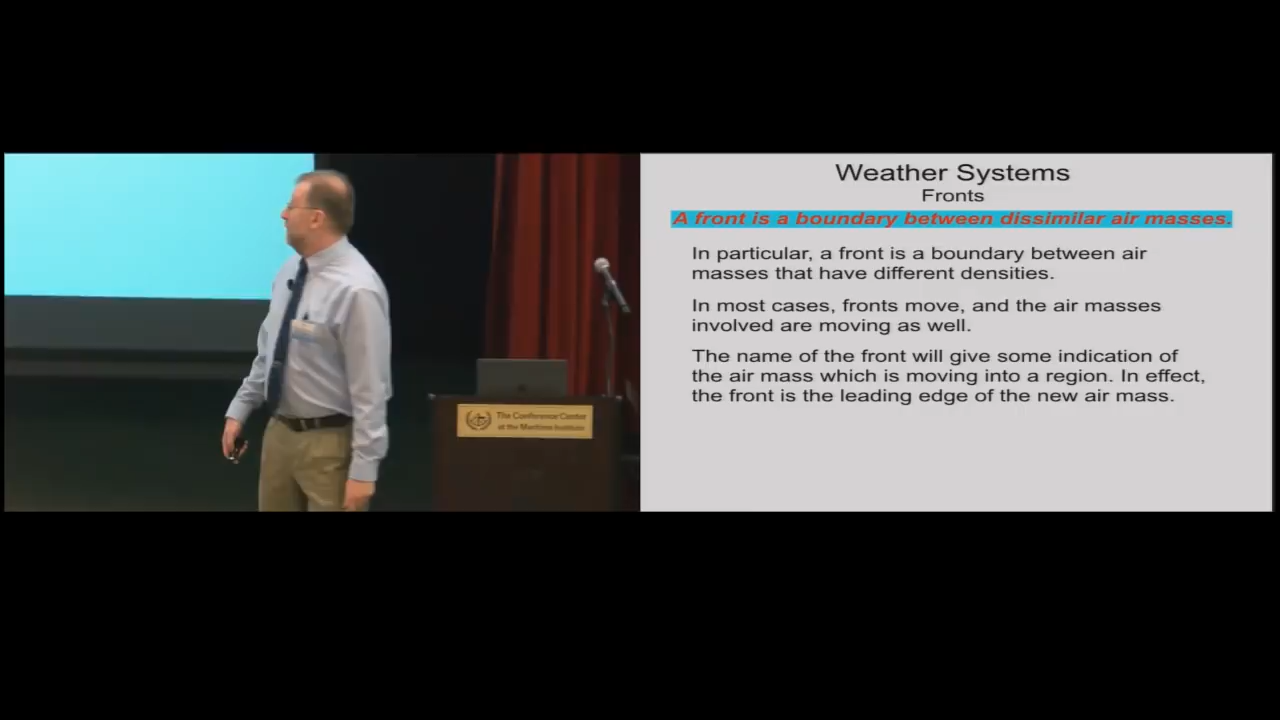 Weather Systems
Fronts
A front is a boundary between dissimilar air masses.
In particular, a front is a boundary between air
masses that have different densities.
In most cases, fronts move, and the air masses
involved are moving as well.
The name of the front will give some indication of
the air mass which is moving into a region. In effect,
the front is the leading edge of the new air mass.
The Conference Center
at the Maritime Institute